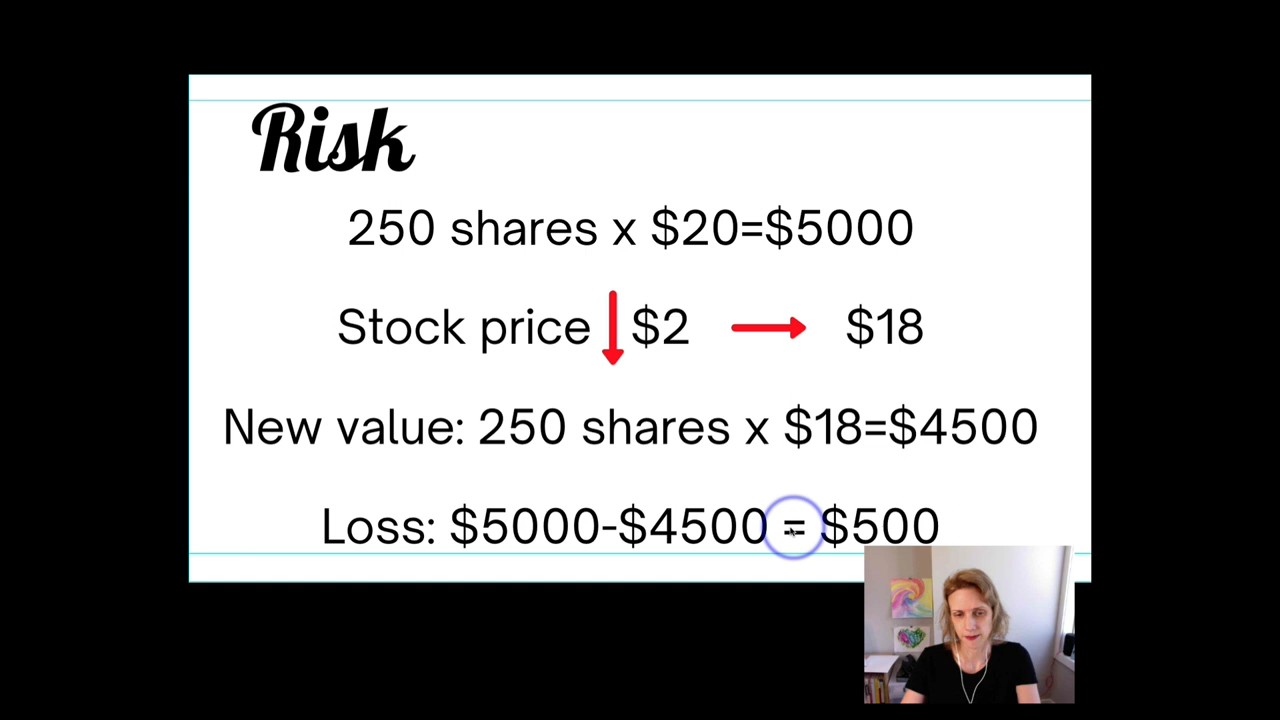 Risk
250 shares x $20=$5000
Stock price $2 $18
New value: 250 shares x $18=$4500
Loss: $5000-$4500 = $500